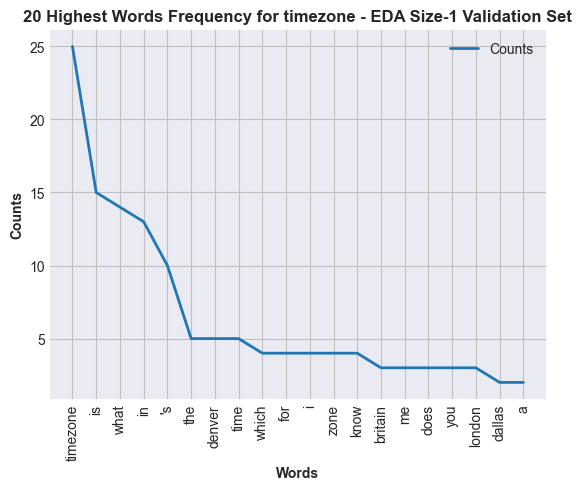 20 Highest Words Frequency for timezone - EDA Size-1 Validation Set
Counts
25
20
15
10
5
Counts
timezone
is
what
in
's
the
denver
time
which
for
i
zone
know
britain
me
does
you
london
dallas
a
Words